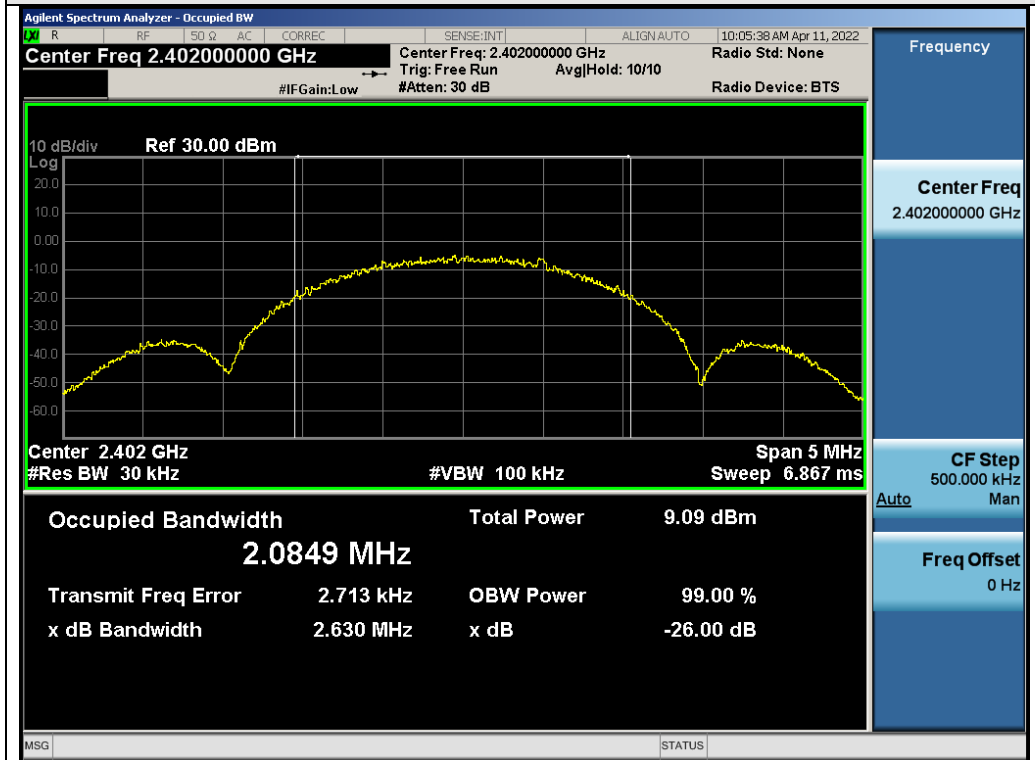 Agilent Spectrum Analyzer - Occupied BW
LXI R RF 50 Ω AC CORREC SENSE:INT ALIGN AUTO 10:05:38 AM Apr 11, 2022
Center Freq 2.402000000 GHz
Center Freq: 2.402000000 GHz
Radio Std: None
Trig: Free Run Avg|Hold: 10/10
#IFGain:Low
#Atten: 30 dB
Radio Device: BTS
10 dB/div Ref 30.00 dBm
Log
20.0
10.0
0.00
-10.0
-20.0
-30.0
-40.0
-50.0
-60.0
Center 2.402 GHz Span 5 MHz
#Res BW 30 kHz #VBW 100 kHz Sweep 6.867 ms
Occupied Bandwidth Total Power 9.09 dBm
2.0849 MHz
Transmit Freq Error 2.713 kHz OBW Power 99.00 %
x dB Bandwidth 2.630 MHz x dB -26.00 dB
Frequency
Center Freq
2.402000000 GHz
CF Step
500.000 kHz
Auto Man
Freq Offset
0 Hz
MSG STATUS